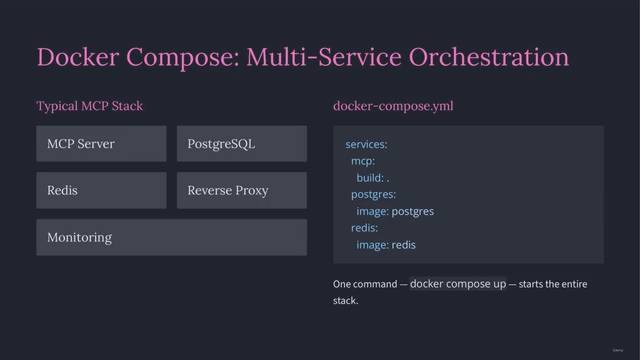 Docker Compose: Multi-Service Orchestration
Typical MCP Stack
MCP Server
PostgreSQL
Redis
Reverse Proxy
Monitoring
docker-compose.yml
services:
  mcp:
    build: .
  postgres:
    image: postgres
  redis:
    image: redis
One command — docker compose up — starts the entire
stack.